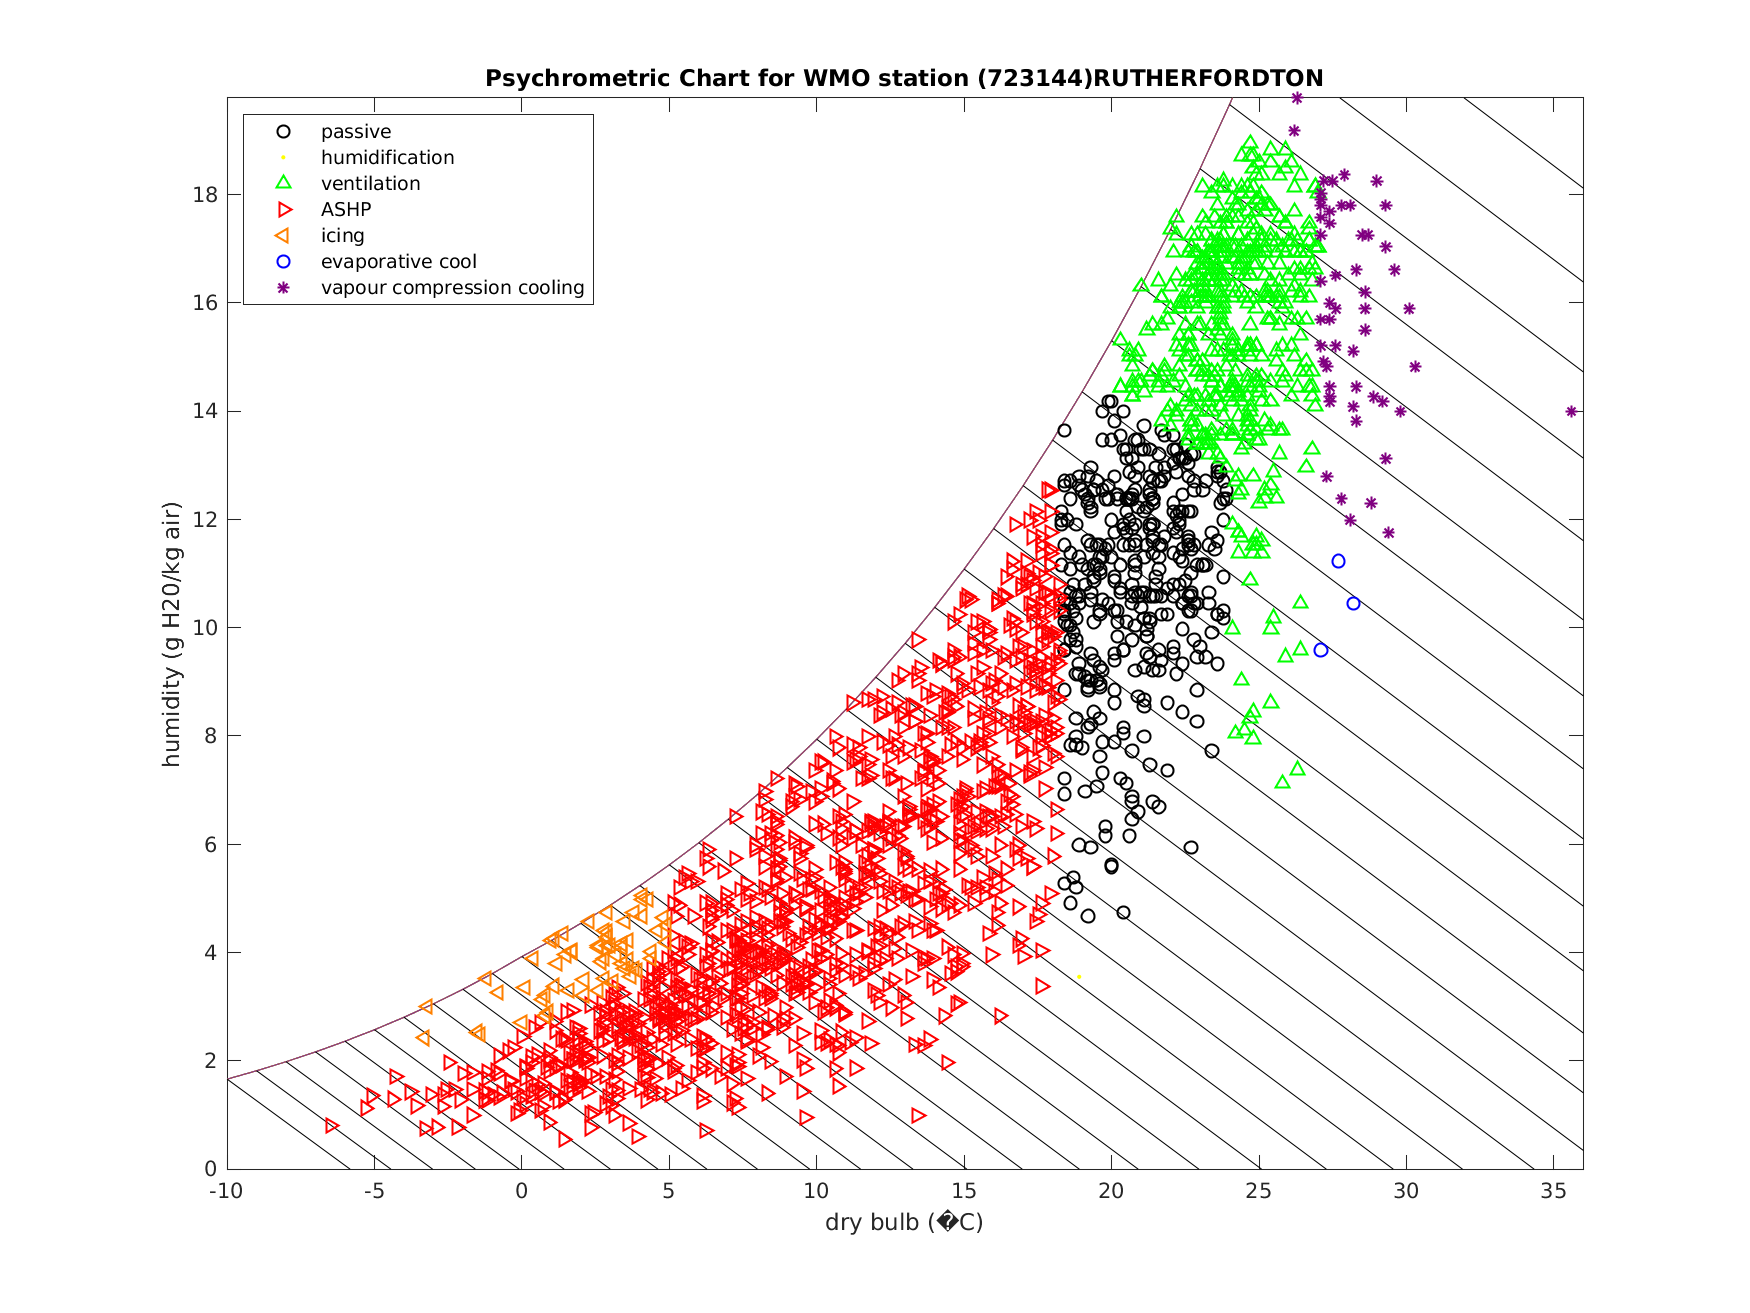 Psychrometric Chart for WMO station (723144)RUTHERFORDTON
passive
humidification
ventilation
ASHP
icing
evaporative cool
vapour compression cooling
humidity (g H20/kg air)
18
16
14
12
10
8
6
4
2
0
-10 -5 0 5 10 15 20 25 30 35
dry bulb (�C)